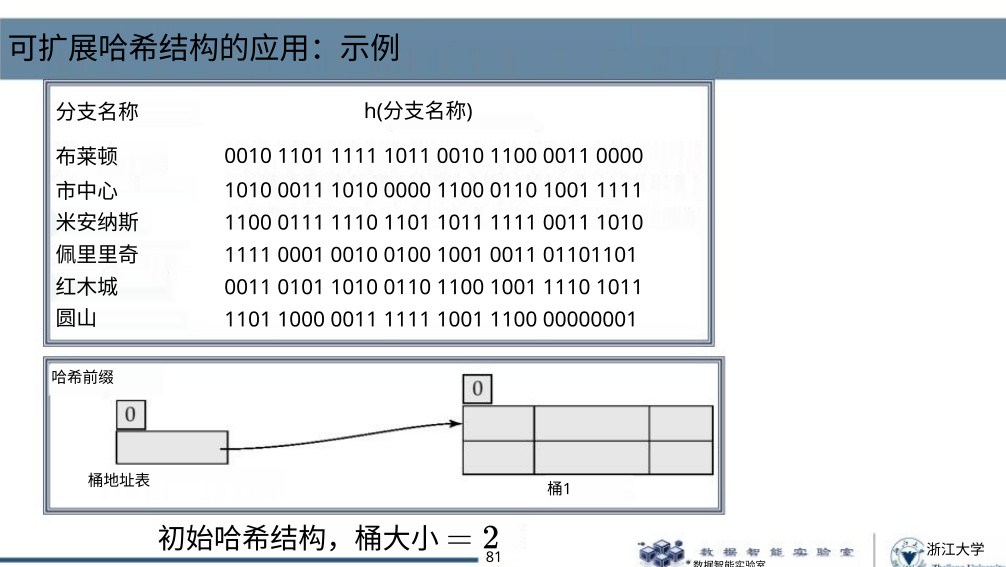 可扩展哈希结构的应用：示例
分支名称 h(分支名称)
布莱顿 0010 1101 1111 1011 0010 1100 0011 0000
市中心 1010 0011 1010 0000 1100 0110 1001 1111
米安纳斯 1100 0111 1110 1101 1011 1111 0011 1010
佩里里奇 1111 0001 0010 0100 1001 0011 01101101
红木城 0011 0101 1010 0110 1100 1001 1110 1011
圆山 1101 1000 0011 1111 1001 1100 00000001
哈希前缀
0
0
桶地址表
桶1
初始哈希结构，桶大小 = 2
81
数据智能实验室
数据智能实验室
浙江大学